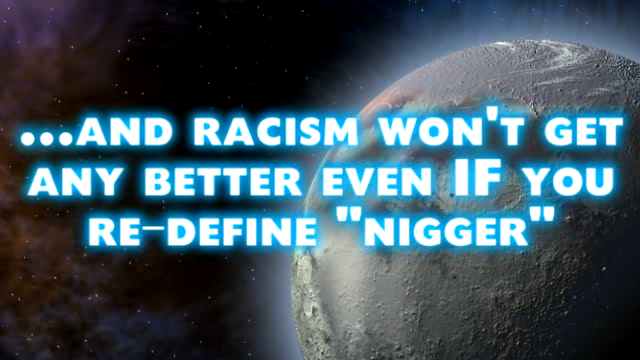 ...AND RACISM WON'T GET
ANY BETTER EVEN IF YOU
RE-DEFINE "NIGGER"